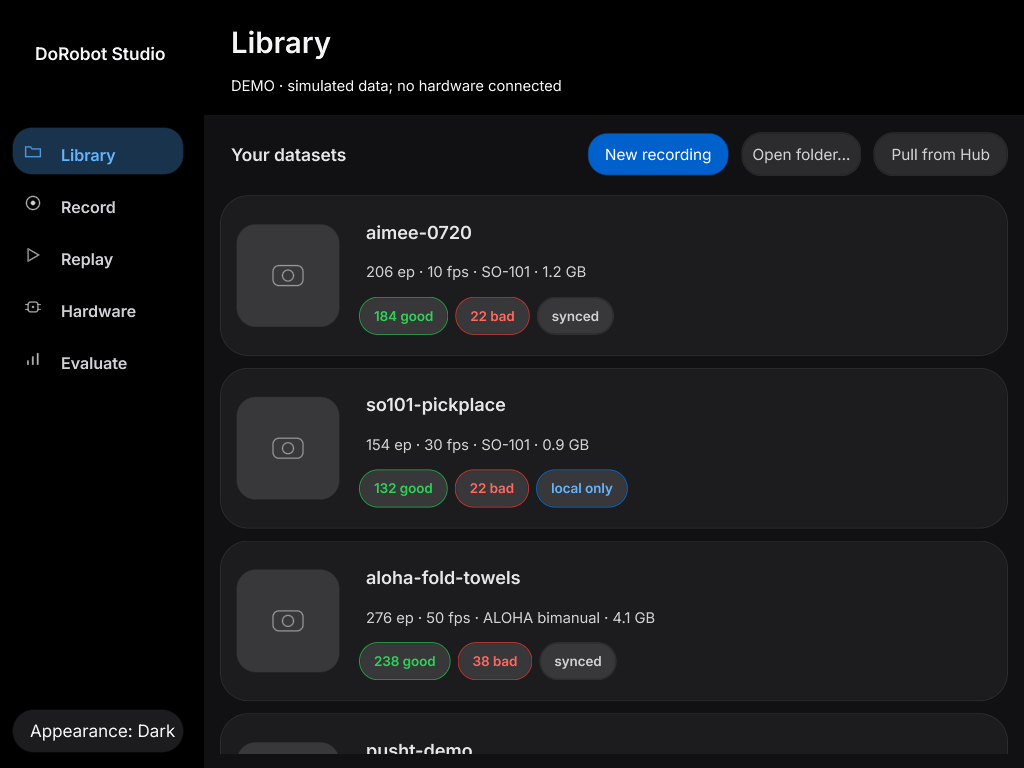 DoRobot Studio
Library
DEMO · simulated data; no hardware connected
Library
Record
Replay
Hardware
Evaluate
Appearance: Dark
Your datasets
New recording
Open folder...
Pull from Hub
aimee-0720
206 ep · 10 fps · SO-101 · 1.2 GB
184 good
22 bad
synced
so101-pickplace
154 ep · 30 fps · SO-101 · 0.9 GB
132 good
22 bad
local only
aloha-fold-towels
276 ep · 50 fps · ALOHA bimanual · 4.1 GB
238 good
38 bad
synced
pusht-demo